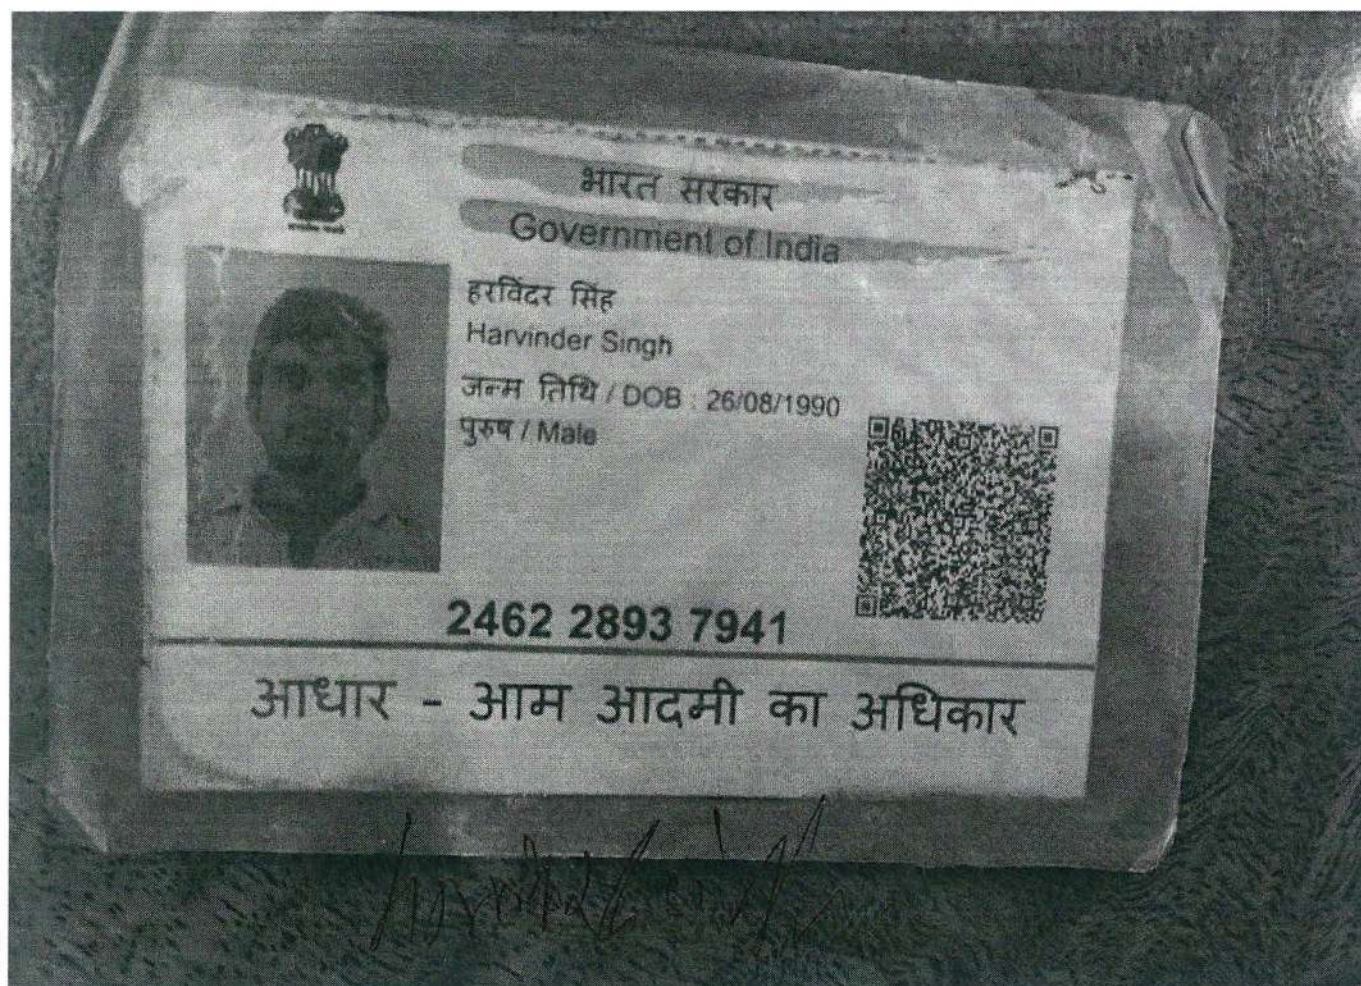 भारत सरकार
Government of India
हरविंदर सिंह
Harvinder Singh
जन्म तिथि / DOB : 26/08/1990
पुरुष / Male
2462 2893 7941
आधार - आम आदमी का अधिकार